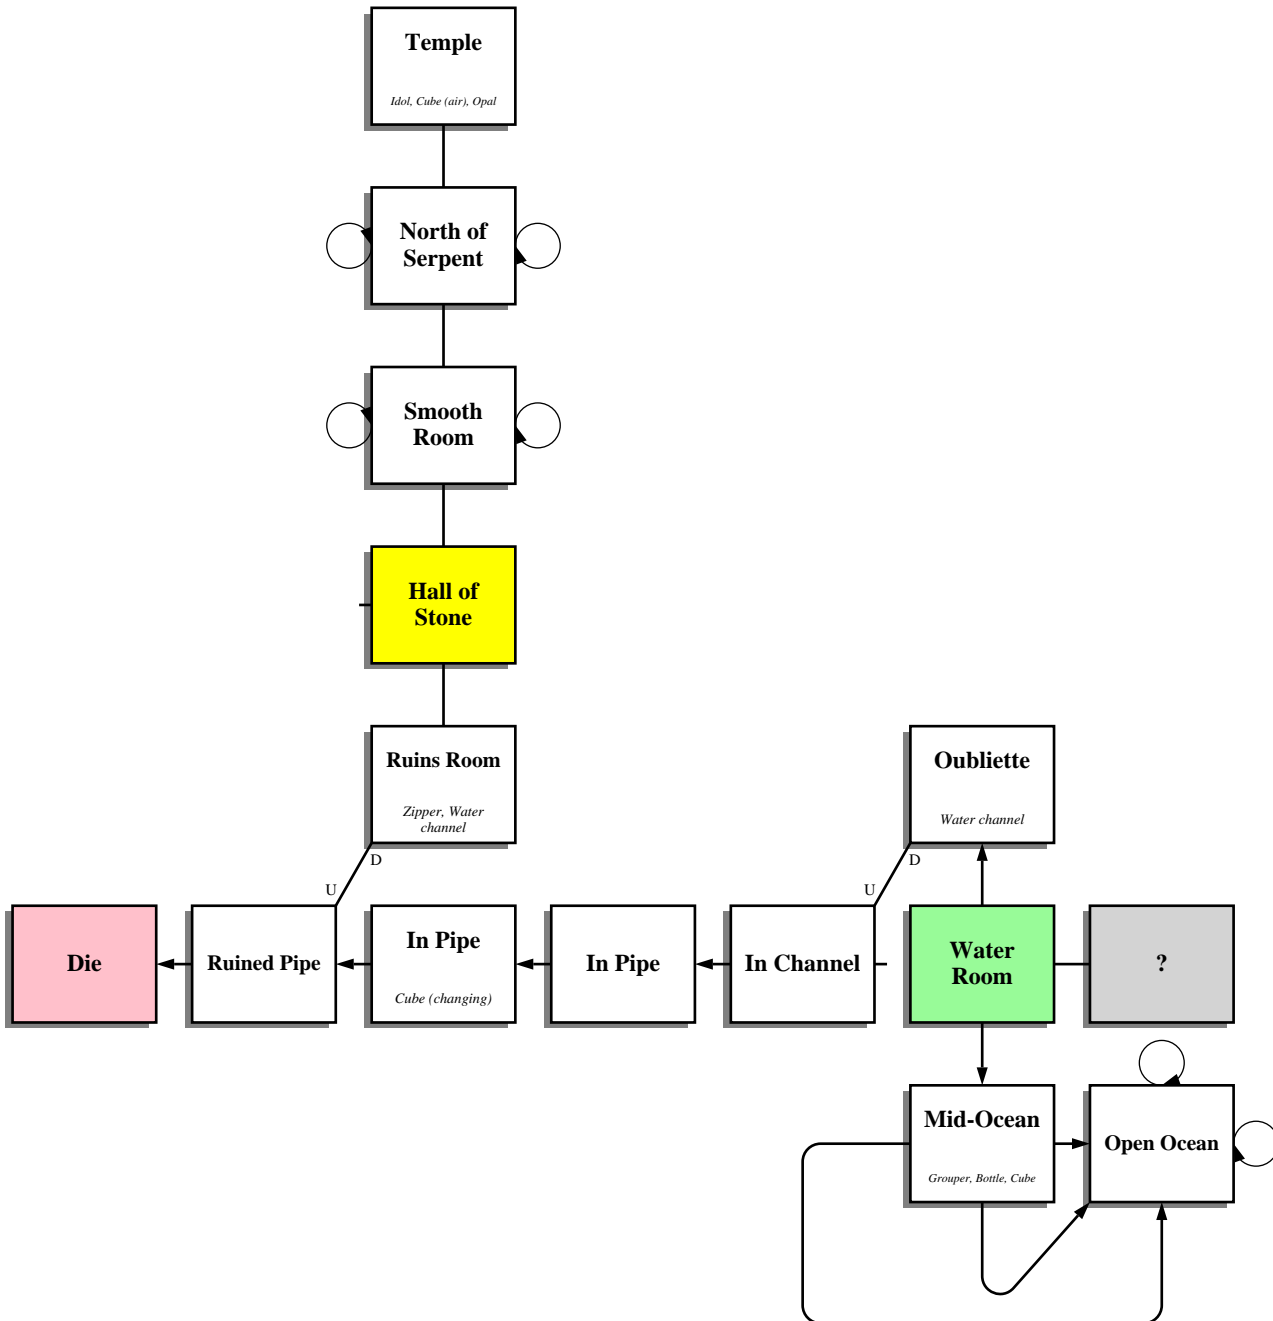 Temple
Idol, Cube (air), Opal
North of
Serpent
Smooth
Room
Hall of
Stone
Ruins Room
Zipper, Water
channel
Oubliette
Water channel
D
U
D
U
Die
Ruined Pipe
In Pipe
Cube (changing)
In Pipe
In Channel
Water
Room
?
Mid-Ocean
Grouper, Bottle, Cube
Open Ocean